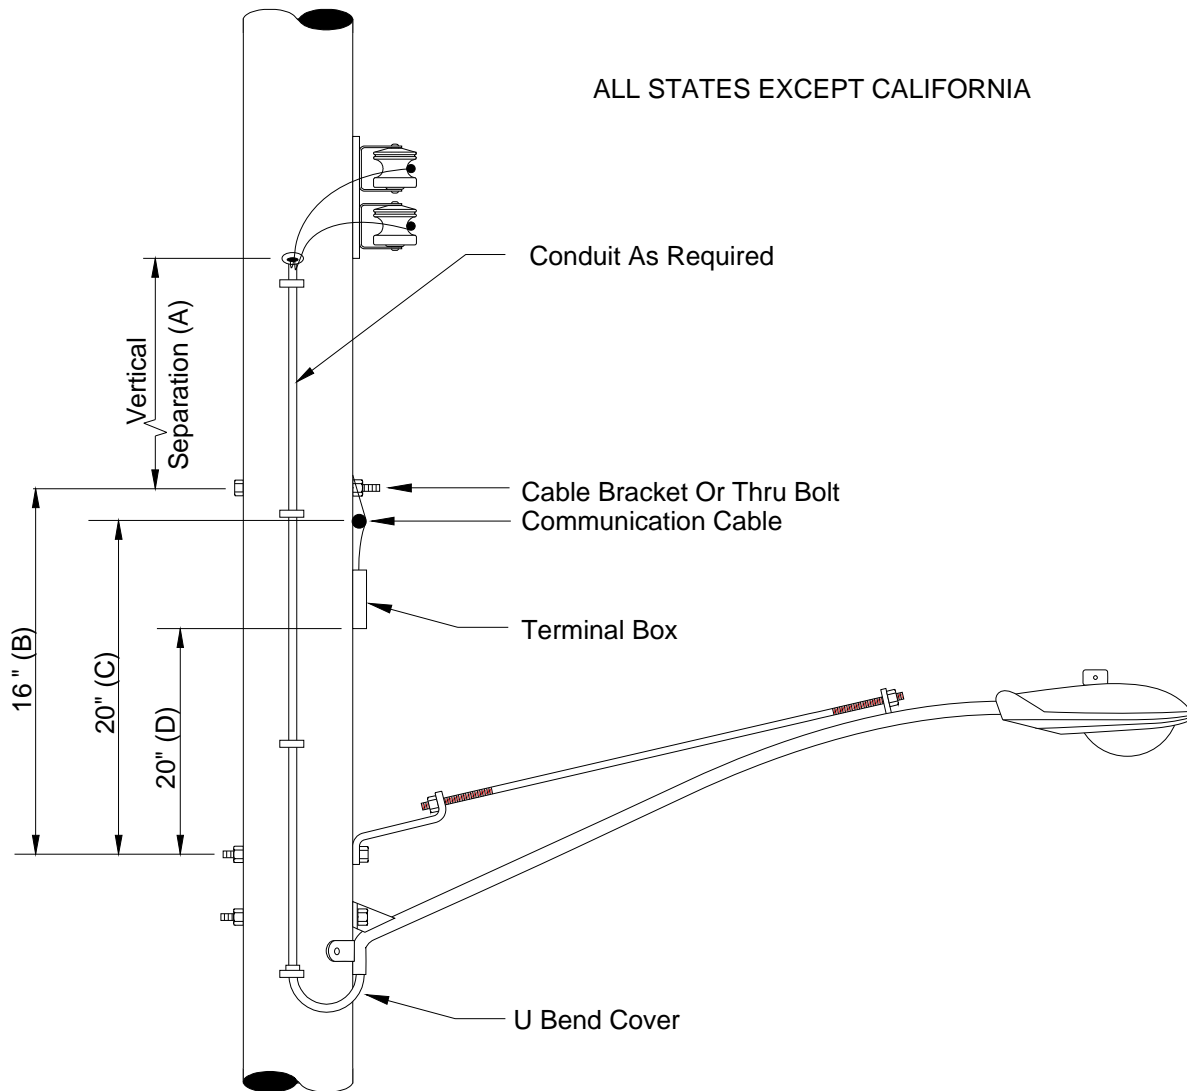 ALL STATES EXCEPT CALIFORNIA
Conduit As Required
Vertical
Separation (A)
Cable Bracket Or Thru Bolt
Communication Cable
Terminal Box
16 " (B)
20" (C)
20" (D)
U Bend Cover